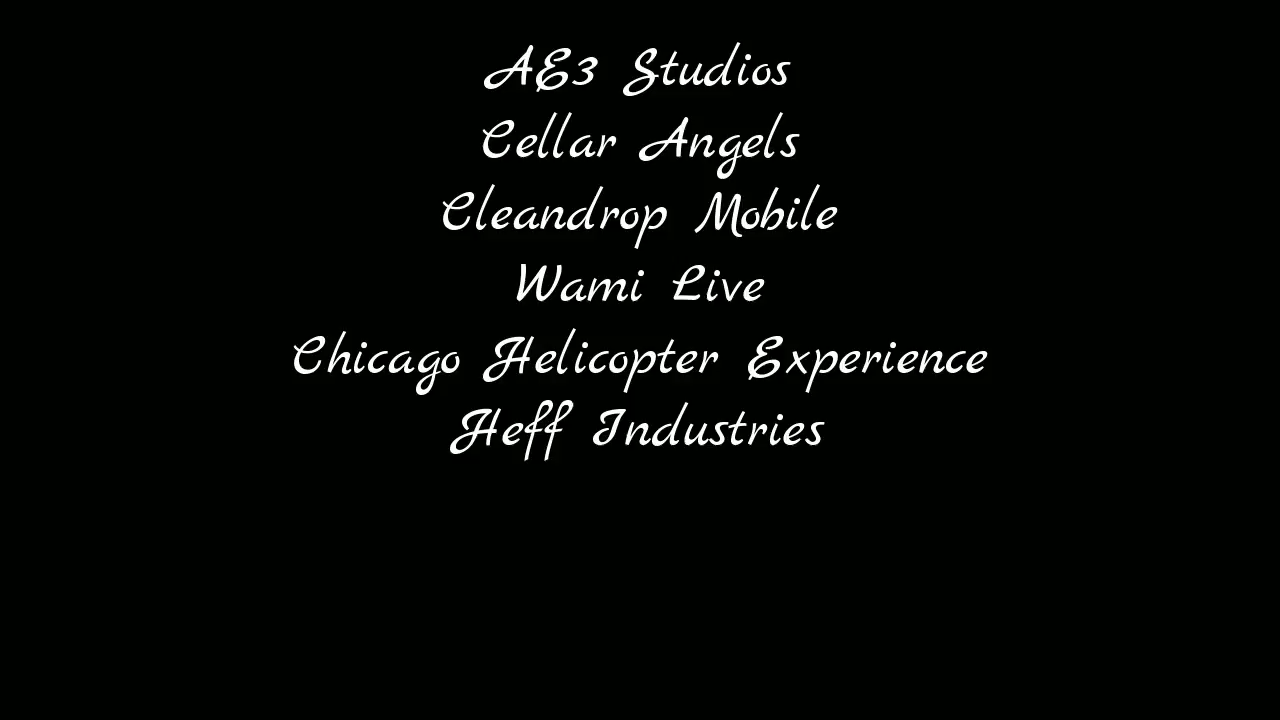 AE3 Studios
Cellar Angels
Cleandrop Mobile
Wami Live
Chicago Helicopter Experience
Heff Industries